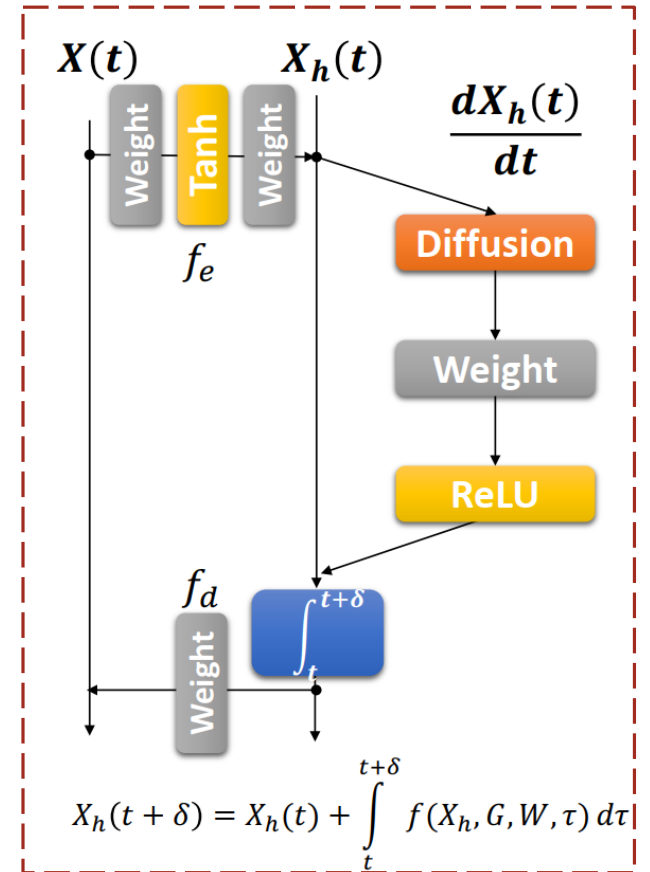 X(t)
X_h(t)
Weight
Tanh
Weight
f_e
dX_h(t)
dt
Diffusion
Weight
ReLU
f_d
Weight
∫_t^{t+δ}
X_h(t + δ) = X_h(t) + ∫_t^{t+δ} f(X_h, G, W, τ) dτ